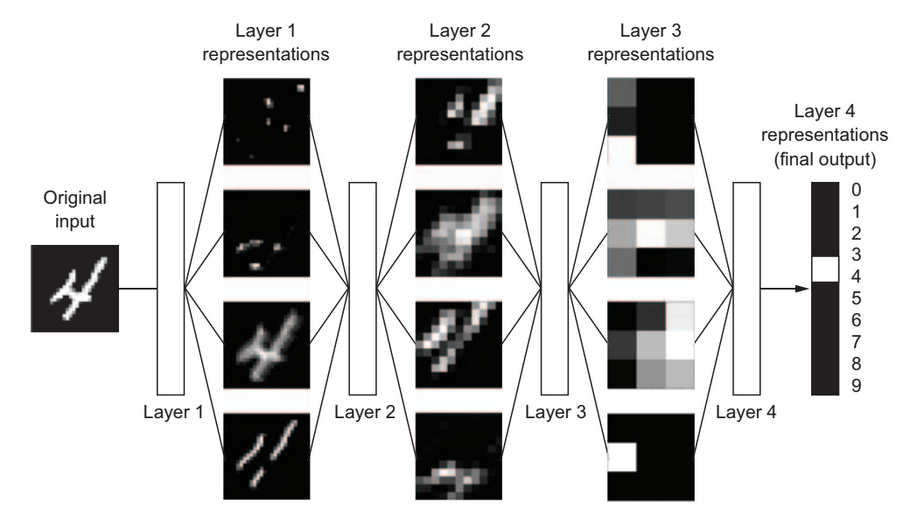 Layer 1
representations
Layer 2
representations
Layer 3
representations
Layer 4
representations
(final output)
Original
input
0
1
2
3
4
5
6
7
8
9
Layer 1
Layer 2
Layer 3
Layer 4